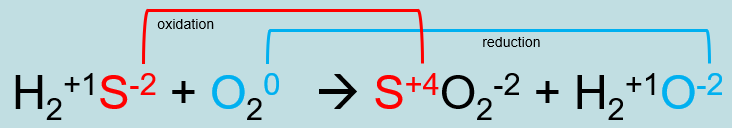 oxidation
reduction
H₂⁺¹S⁻² + O₂⁰ → S⁺⁴O₂⁻² + H₂⁺¹O⁻²